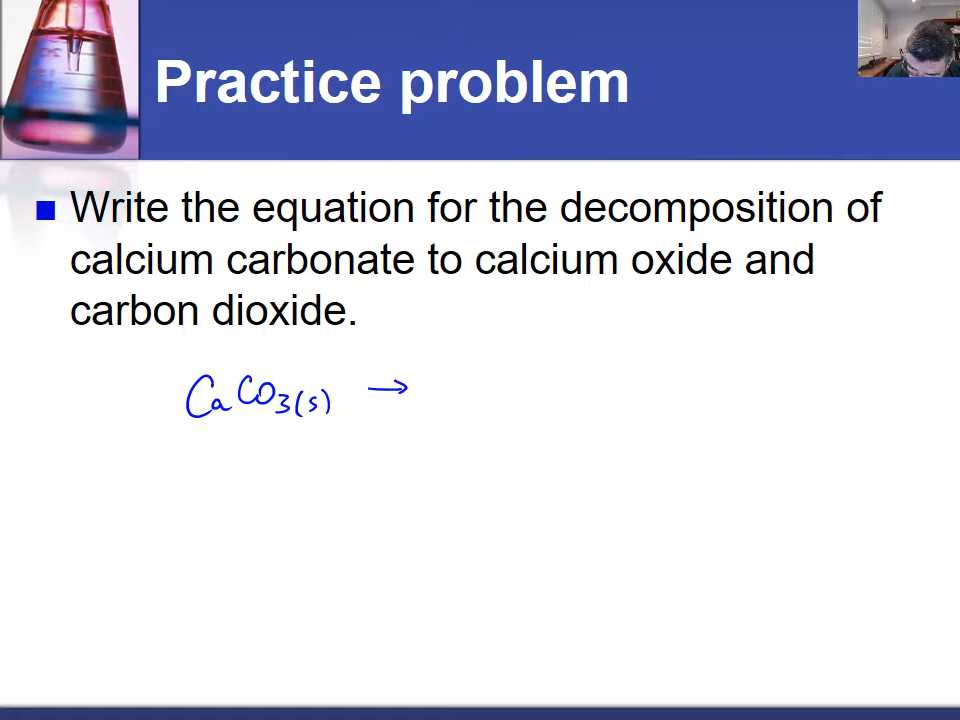 Practice problem
Write the equation for the decomposition of
calcium carbonate to calcium oxide and
carbon dioxide.
CaCO₃(s) →